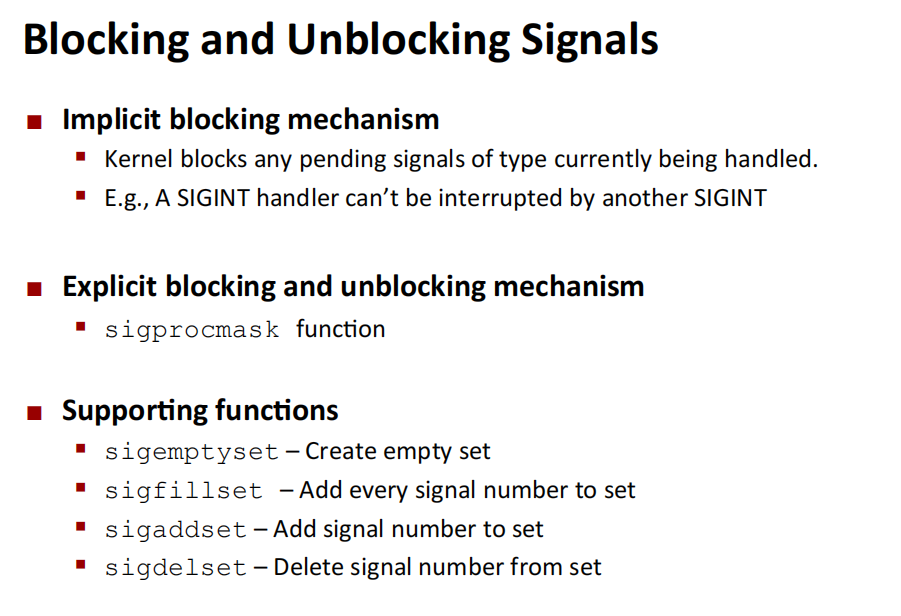 Blocking and Unblocking Signals
Implicit blocking mechanism
Kernel blocks any pending signals of type currently being handled.
E.g., A SIGINT handler can’t be interrupted by another SIGINT
Explicit blocking and unblocking mechanism
sigprocmask function
Supporting functions
sigemptyset – Create empty set
sigfillset – Add every signal number to set
sigaddset – Add signal number to set
sigdelset – Delete signal number from set